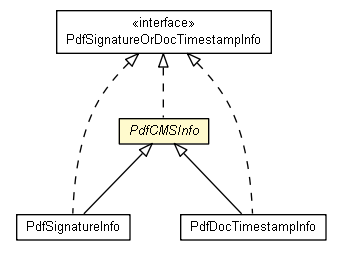 «interface»
PdfSignatureOrDocTimestampInfo
PdfCMSInfo
PdfSignatureInfo
PdfDocTimestampInfo